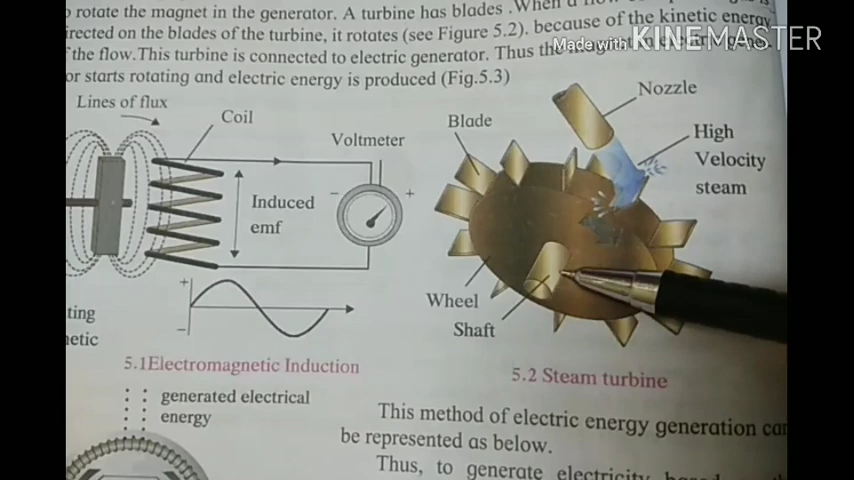 rotate the magnet in the generator. A turbine has blades .When a
irected on the blades of the turbine, it rotates (see Figure 5.2). because of the kinetic energy
the flow.This turbine is connected to electric generator. Thus the
or starts rotating and electric energy is produced (Fig.5.3)
Made with KINEMASTER
Lines of flux
Coil
Voltmeter
Induced
emf
− +
+
−
ting
netic
5.1Electromagnetic Induction
Nozzle
Blade
High
Velocity
steam
Wheel
Shaft
5.2 Steam turbine
generated electrical
energy
This method of electric energy generation can
be represented as below.
Thus, to generate electricity